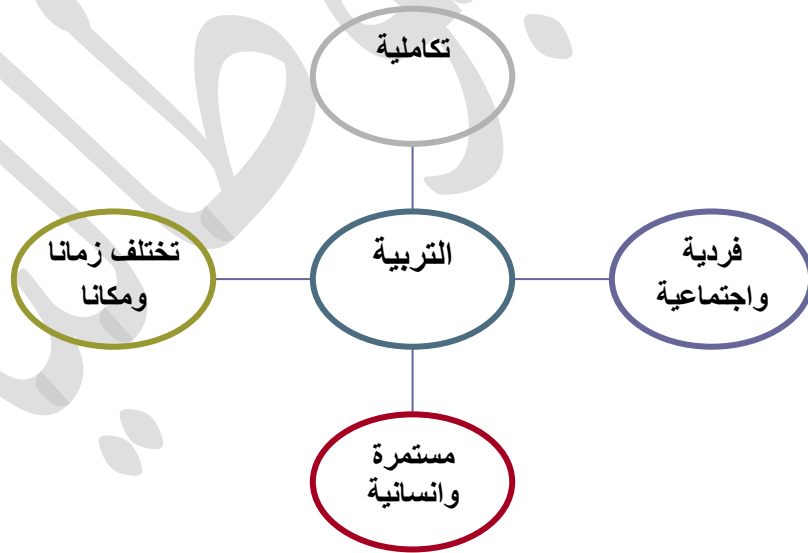 تكاملية
فردية
واجتماعية
التربية
تختلف زمانا
ومكانا
مستمرة
وانسانية